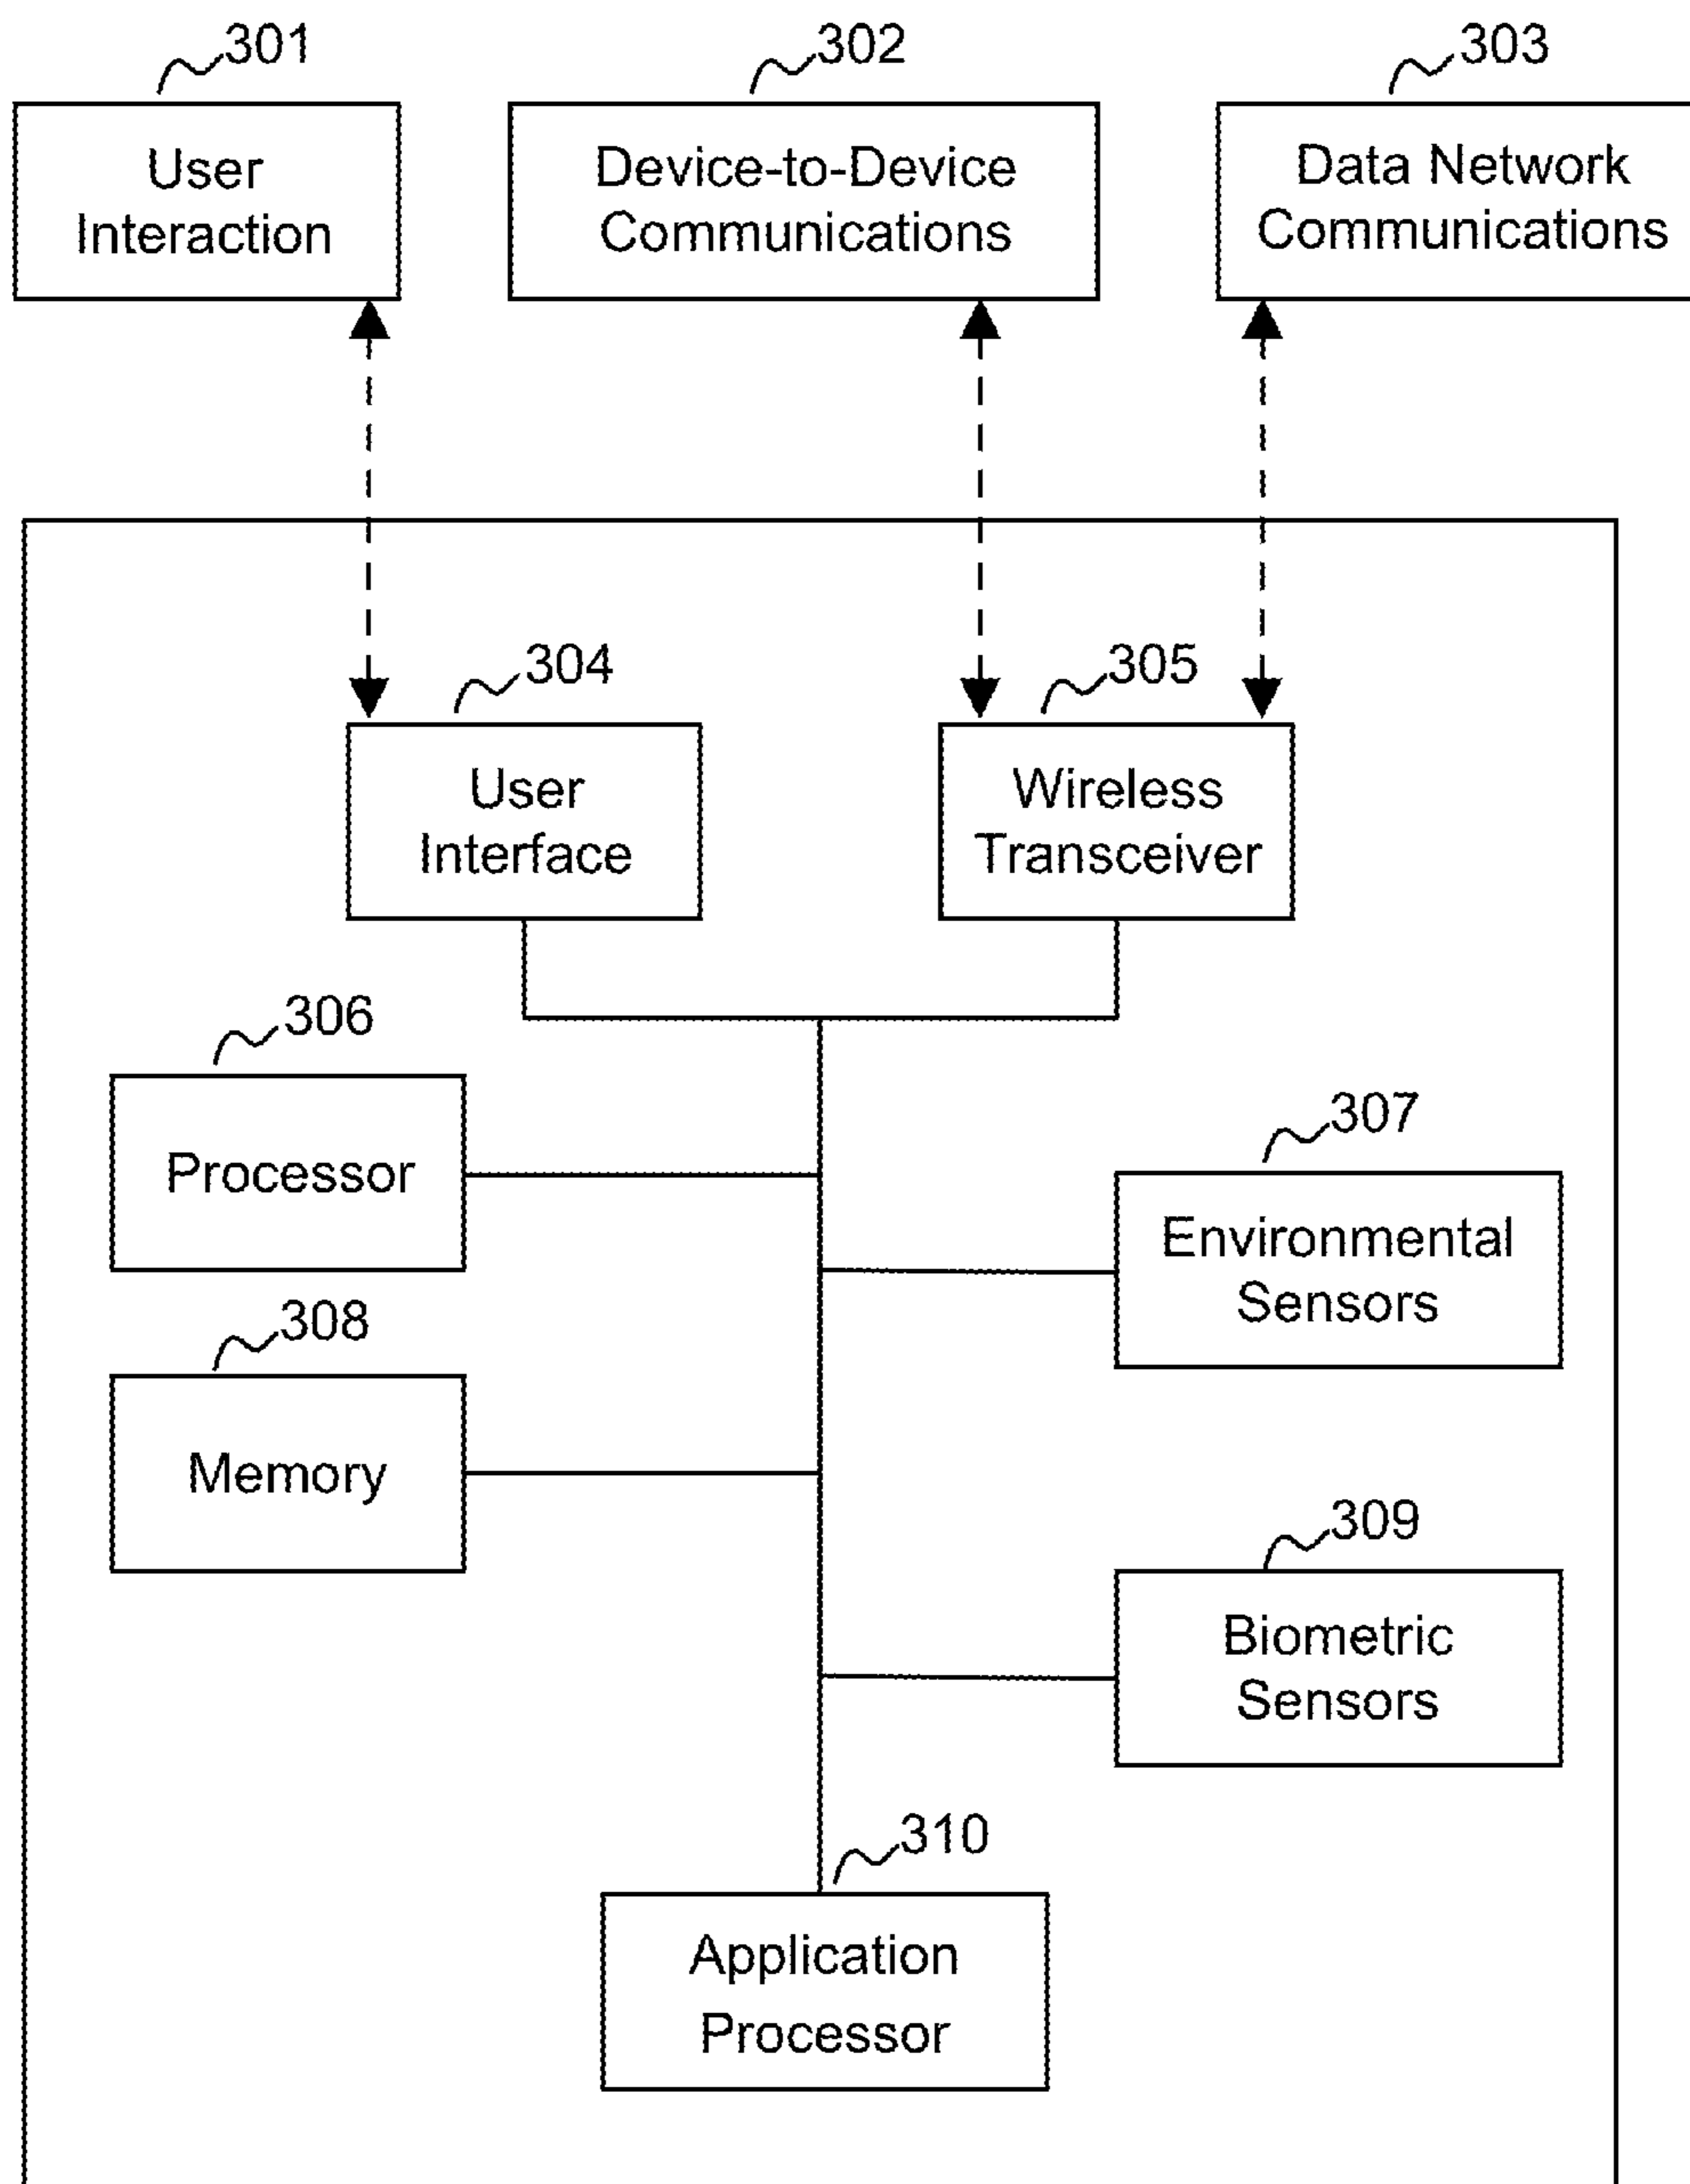 301
User
Interaction
302
Device-to-Device
Communications
303
Data Network
Communications
304
User
Interface
305
Wireless
Transceiver
306
Processor
307
Environmental
Sensors
308
Memory
309
Biometric
Sensors
310
Application
Processor